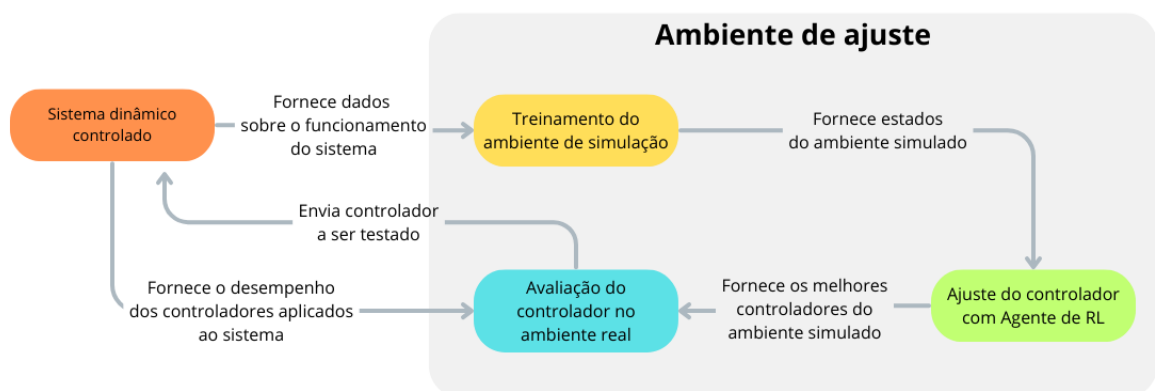 Ambiente de ajuste
Sistema dinâmico
controlado
Fornece dados
sobre o funcionamento
do sistema
Treinamento do
ambiente de simulação
Fornece estados
do ambiente simulado
Envia controlador
a ser testado
Fornece o desempenho
dos controladores aplicados
ao sistema
Avaliação do
controlador no
ambiente real
Fornece os melhores
controladores do
ambiente simulado
Ajuste do controlador
com Agente de RL